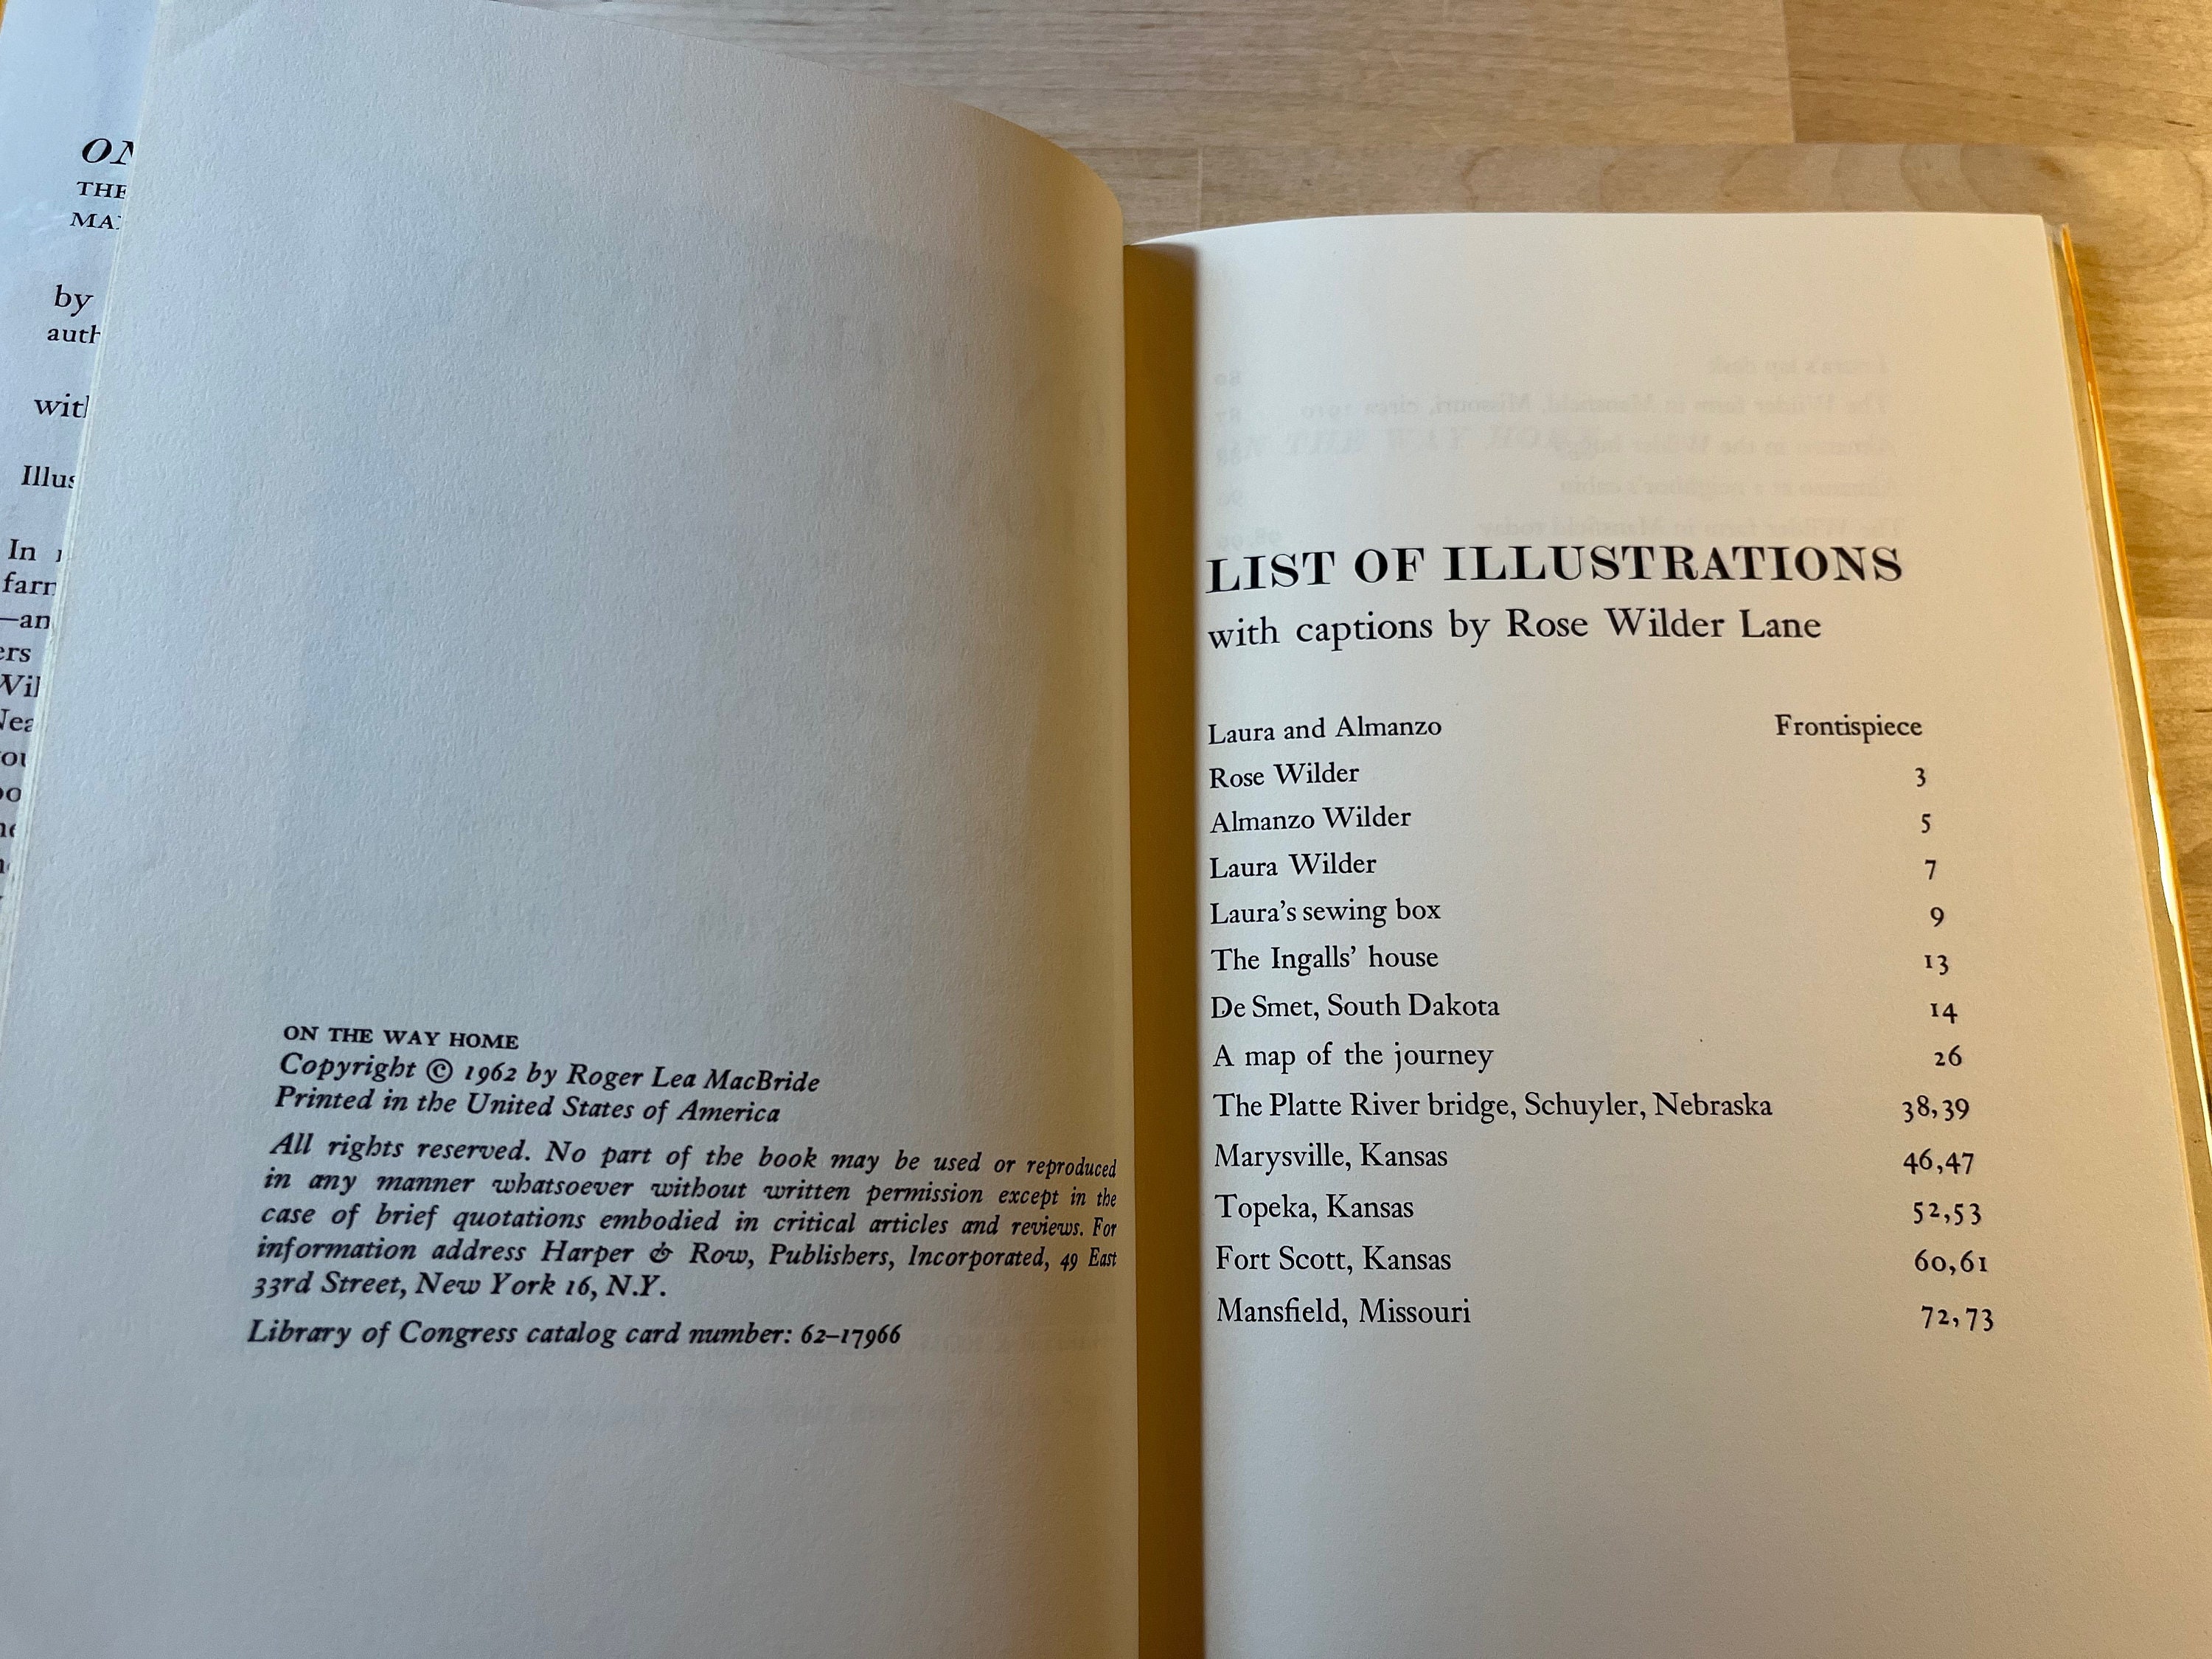 THE
by
Illus
In
ON THE WAY HOME
Copyright © 1962 by Roger Lea MacBride
Printed in the United States of America
All rights reserved. No part of the book may be used or reproduced
in any manner whatsoever without written permission except in the
case of brief quotations embodied in critical articles and reviews. For
information address Harper & Row, Publishers, Incorporated, 49 East
33rd Street, New York 16, N.Y.
Library of Congress catalog card number: 62–17966
LIST OF ILLUSTRATIONS
with captions by Rose Wilder Lane
Laura and Almanzo Frontispiece
Rose Wilder 3
Almanzo Wilder 5
Laura Wilder 7
Laura’s sewing box 9
The Ingalls’ house 13
De Smet, South Dakota 14
A map of the journey 26
The Platte River bridge, Schuyler, Nebraska 38,39
Marysville, Kansas 46,47
Topeka, Kansas 52,53
Fort Scott, Kansas 60,61
Mansfield, Missouri 72,73